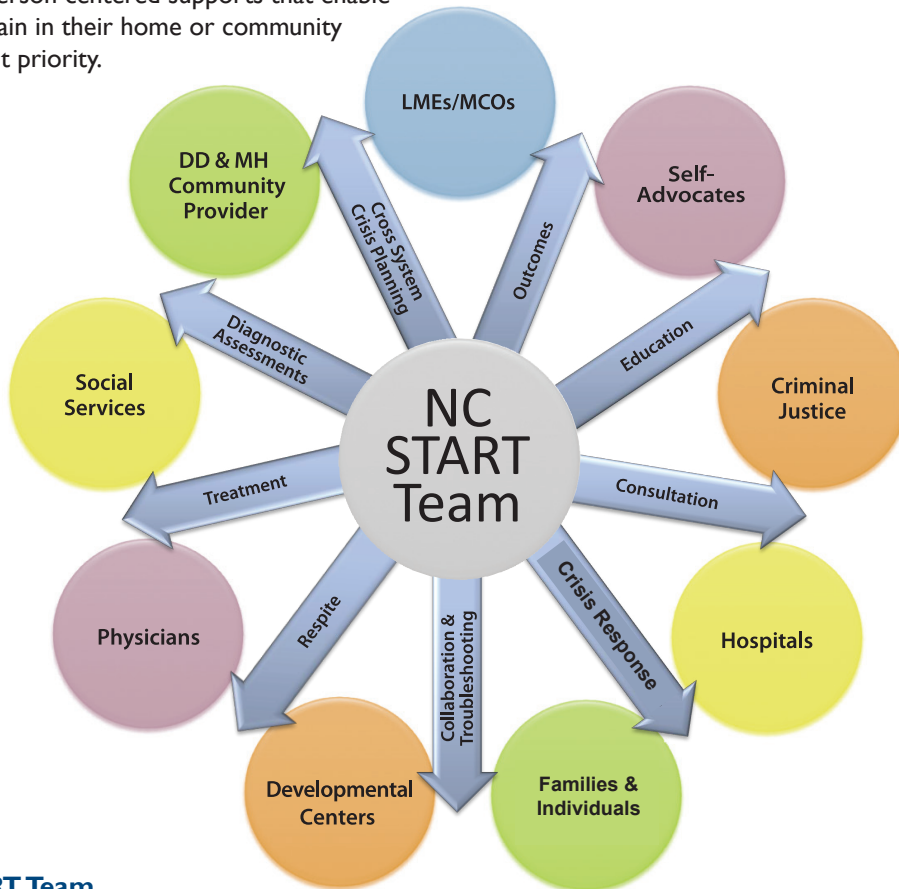 erson-centered supports that enable
ain in their home or community
t priority.
LMEs/MCOs
DD & MH
Community
Provider
Self-
Advocates
Cross System
Crisis Planning
Outcomes
Diagnostic
Assessments
Education
Social
Services
Criminal
Justice
NC
START
Team
Treatment
Consultation
Physicians
Respite
Collaboration &
Troubleshooting
Crisis Response
Hospitals
Developmental
Centers
Families &
Individuals
RT Team